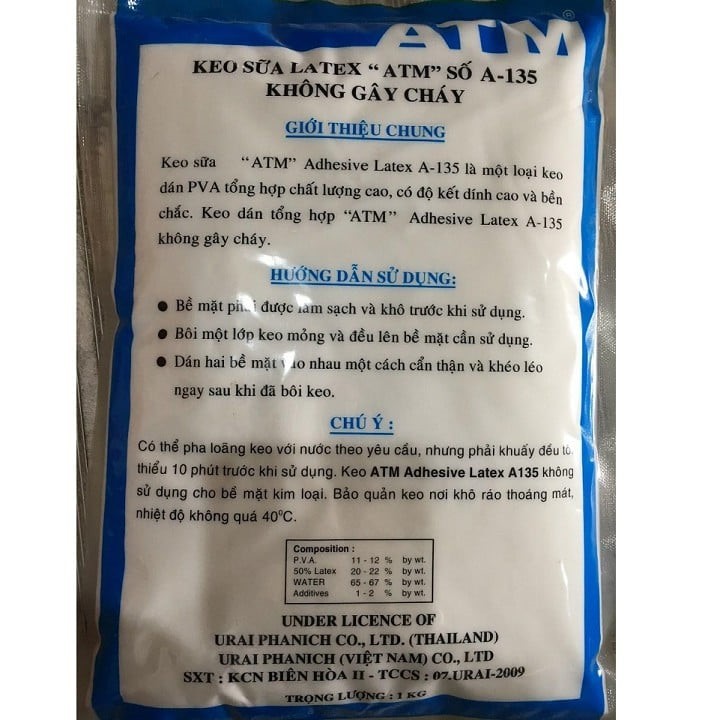 ATM®
KEO SỮA LATEX “ATM” SỐ A-135
KHÔNG GÂY CHÁY
GIỚI THIỆU CHUNG
Keo sữa “ATM” Adhesive Latex A-135 là một loại keo
dán PVA tổng hợp chất lượng cao, có độ kết dính cao và bền
chắc. Keo dán tổng hợp “ATM” Adhesive Latex A-135
không gây cháy.
HƯỚNG DẪN SỬ DỤNG:
● Bề mặt phải được làm sạch và khô trước khi sử dụng.
● Bôi một lớp keo mỏng và đều lên bề mặt cần sử dụng.
● Dán hai bề mặt vào nhau một cách cẩn thận và khéo léo
ngay sau khi đã bôi keo.
CHÚ Ý :
Có thể pha loãng keo với nước theo yêu cầu, nhưng phải khuấy đều tối
thiểu 10 phút trước khi sử dụng. Keo ATM Adhesive Latex A135 không
sử dụng cho bề mặt kim loại. Bảo quản keo nơi khô ráo thoáng mát,
nhiệt độ không quá 40⁰C.
Composition :
P.V.A. 11 - 12 % by wt.
50% Latex 20 - 22 % by wt.
WATER 65 - 67 % by wt.
Additives 1 - 2 % by wt.
UNDER LICENCE OF
URAI PHANICH CO., LTD. (THAILAND)
URAI PHANICH (VIỆT NAM) CO., LTD
SXT : KCN BIÊN HÒA II - TCCS : 07.URAI-2009
TRỌNG LƯỢNG : 1 KG